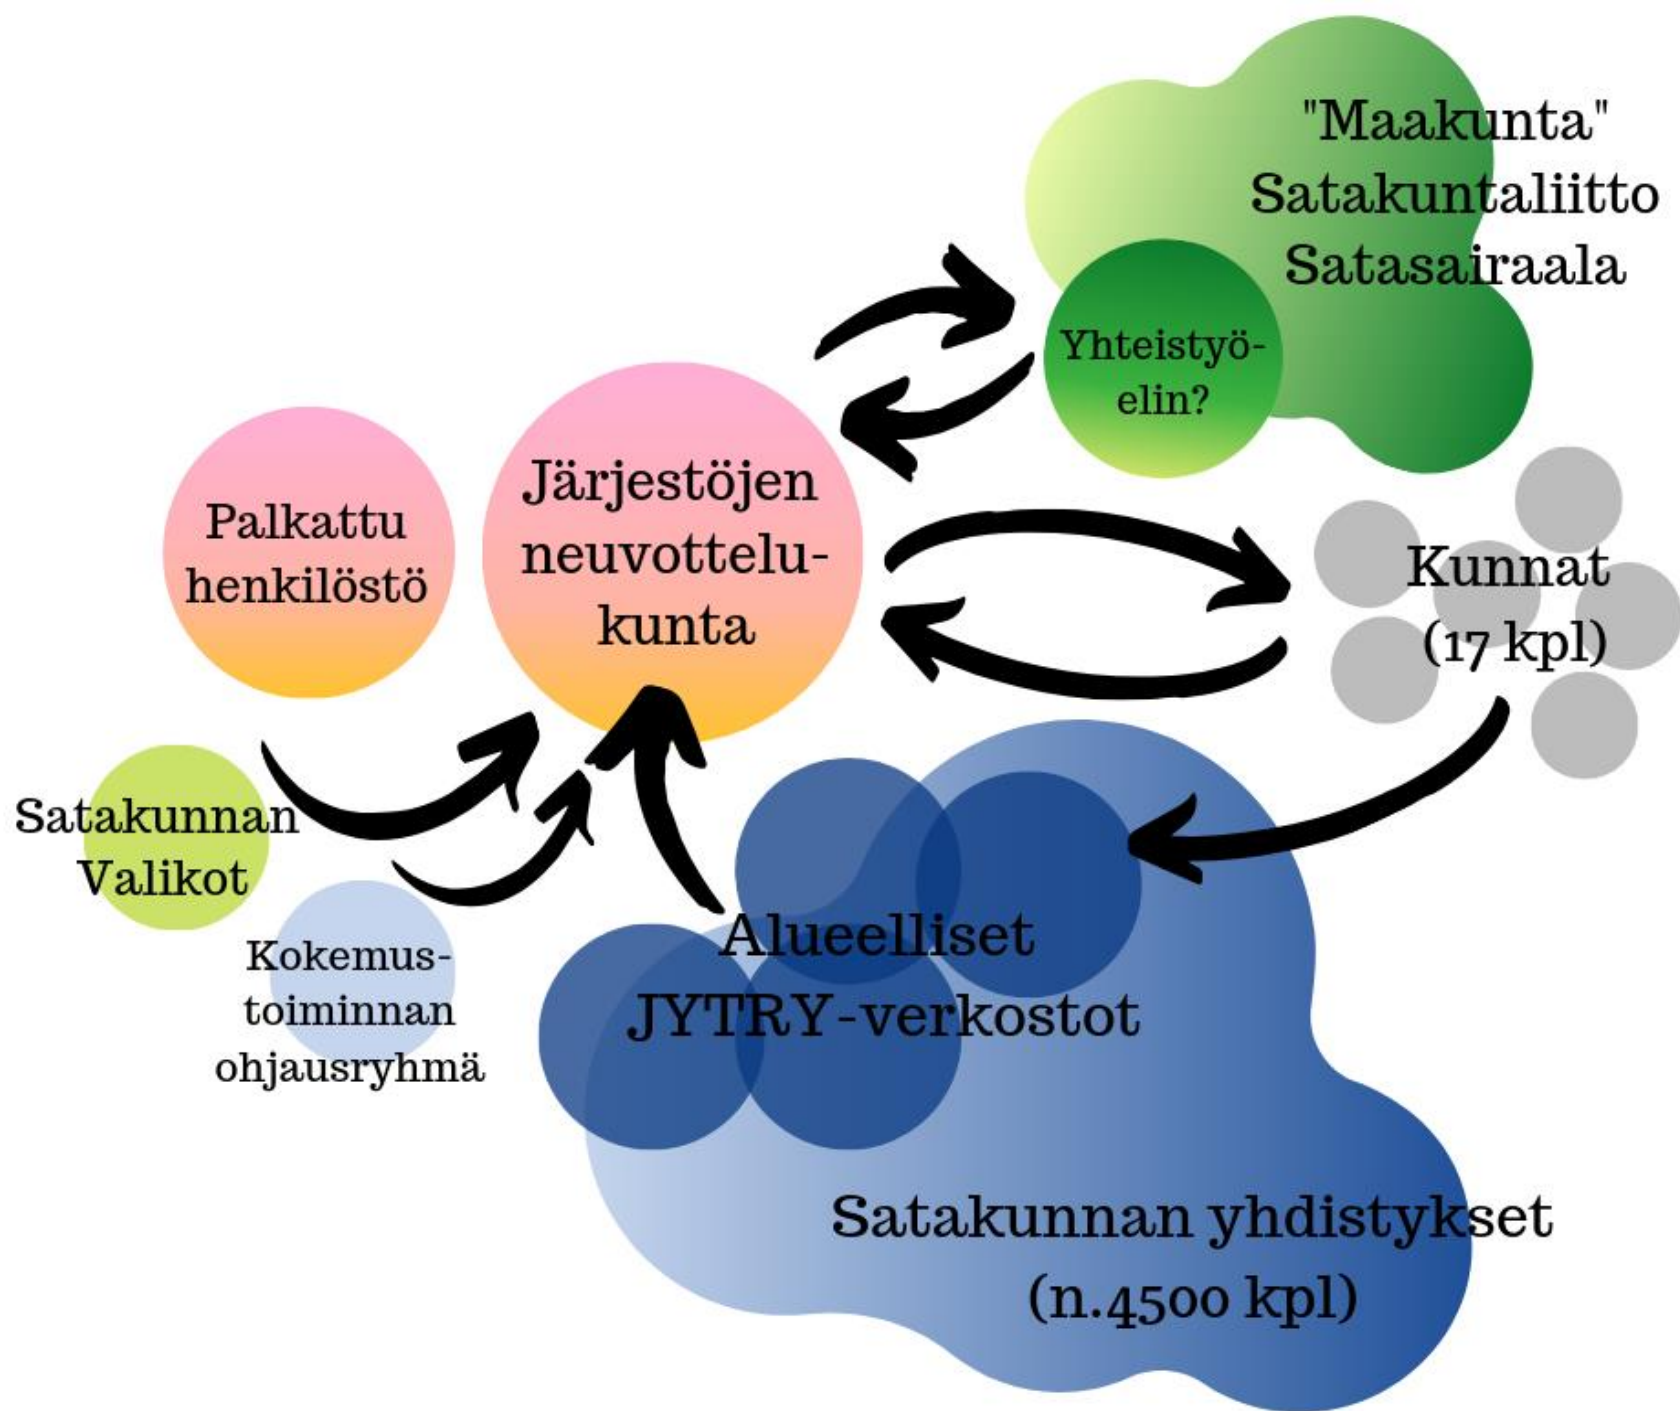 "Maakunta"
Satakuntaliitto
Satasairaala
Yhteistyö-
elin?
Järjestöjen
neuvottelu-
kunta
Palkattu
henkilöstö
Kunnat
(17 kpl)
Satakunnan
Valikot
Kokemus-
toiminnan
ohjausryhmä
Alueelliset
JYTRY-verkostot
Satakunnan yhdistykset
(n.4500 kpl)